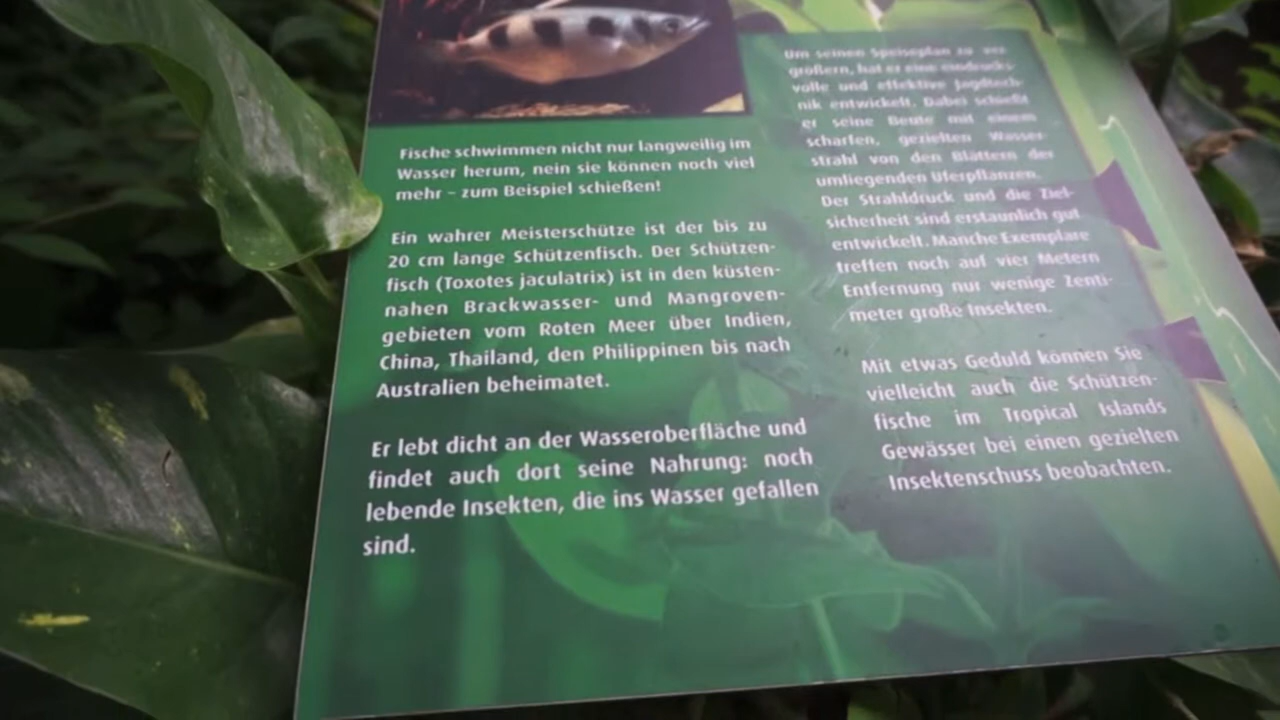 Fische schwimmen nicht nur langweilig im
Wasser herum, nein sie können noch viel
mehr – zum Beispiel schießen!
Ein wahrer Meisterschütze ist der bis zu
20 cm lange Schützenfisch. Der Schützen-
fisch (Toxotes jaculatrix) ist in den küsten-
nahen Brackwasser- und Mangroven-
gebieten vom Roten Meer über Indien,
China, Thailand, den Philippinen bis nach
Australien beheimatet.
Er lebt dicht an der Wasseroberfläche und
findet auch dort seine Nahrung: noch
lebende Insekten, die ins Wasser gefallen
sind.
Um seinen Speiseplan zu ver-
größern, hat er eine eindrucks-
volle und effektive Jagdtech-
nik entwickelt. Dabei schießt
er seine Beute mit einem
scharfen, gezielten Wasser-
strahl von den Blättern der
umliegenden Uferpflanzen.
Der Strahldruck und die Ziel-
sicherheit sind erstaunlich gut
entwickelt. Manche Exemplare
treffen noch auf vier Metern
Entfernung nur wenige Zenti-
meter große Insekten.
Mit etwas Geduld können Sie
vielleicht auch die Schützen-
fische im Tropical Islands
Gewässer bei einen gezielten
Insektenschuss beobachten.